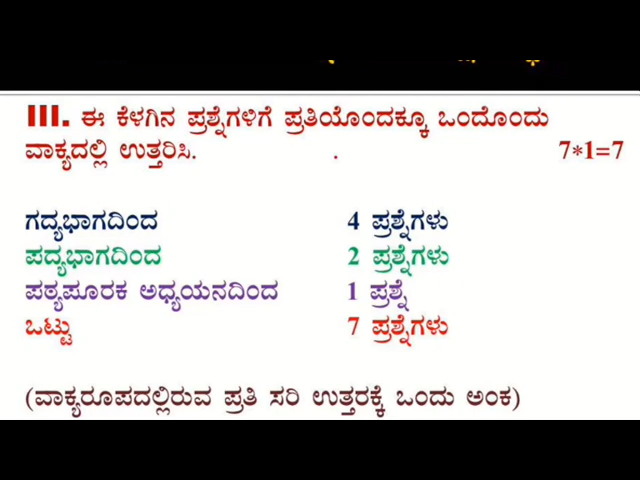 III. ಈ ಕೆಳಗಿನ ಪ್ರಶ್ನೆಗಳಿಗೆ ಪ್ರತಿಯೊಂದಕ್ಕೂ ಒಂದೊಂದು
ವಾಕ್ಯದಲ್ಲಿ ಉತ್ತರಿಸಿ. . 7*1=7
ಗದ್ಯಭಾಗದಿಂದ 4 ಪ್ರಶ್ನೆಗಳು
ಪದ್ಯಭಾಗದಿಂದ 2 ಪ್ರಶ್ನೆಗಳು
ಪಠ್ಯಪೂರಕ ಅಧ್ಯಯನದಿಂದ 1 ಪ್ರಶ್ನೆ
ಒಟ್ಟು 7 ಪ್ರಶ್ನೆಗಳು
(ವಾಕ್ಯರೂಪದಲ್ಲಿರುವ ಪ್ರತಿ ಸರಿ ಉತ್ತರಕ್ಕೆ ಒಂದು ಅಂಕ)